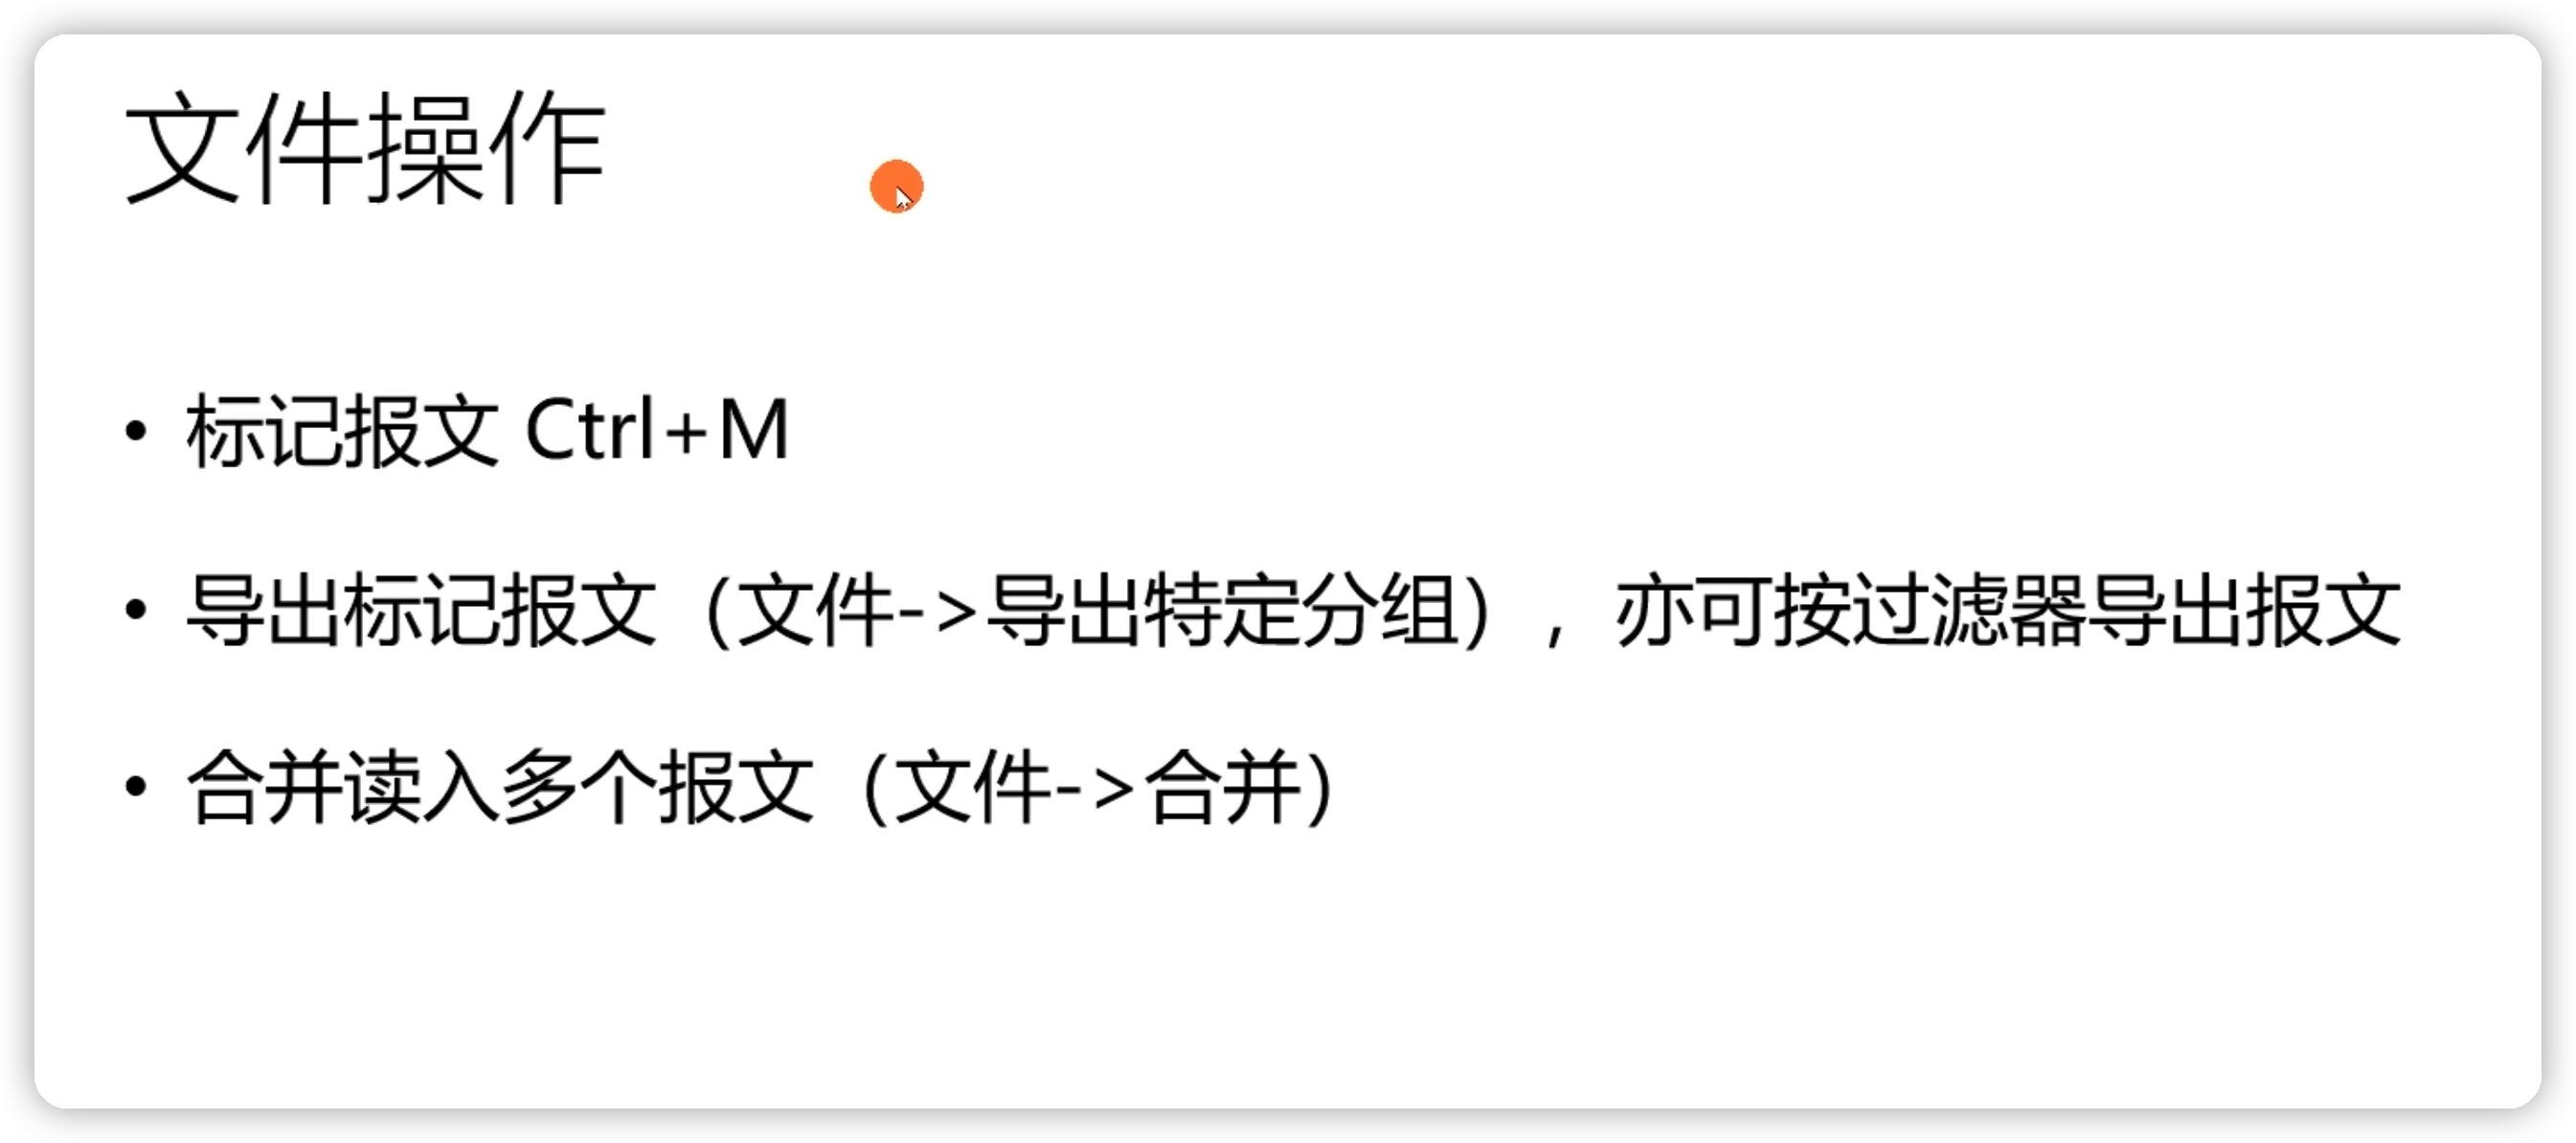 文件操作
• 标记报文 Ctrl+M
• 导出标记报文（文件->导出特定分组），亦可按过滤器导出报文
• 合并读入多个报文（文件->合并）